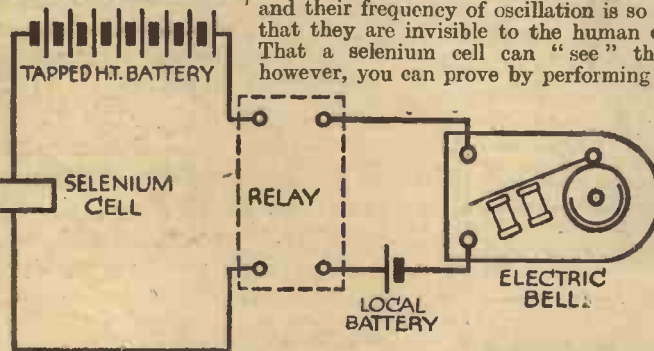 and their frequency of oscillation is so
that they are invisible to the human
That a selenium cell can "see"
however, you can prove by performing
TAPPED H.T. BATTERY
SELENIUM
CELL
RELAY
LOCAL
BATTERY
ELECTRIC
BELL